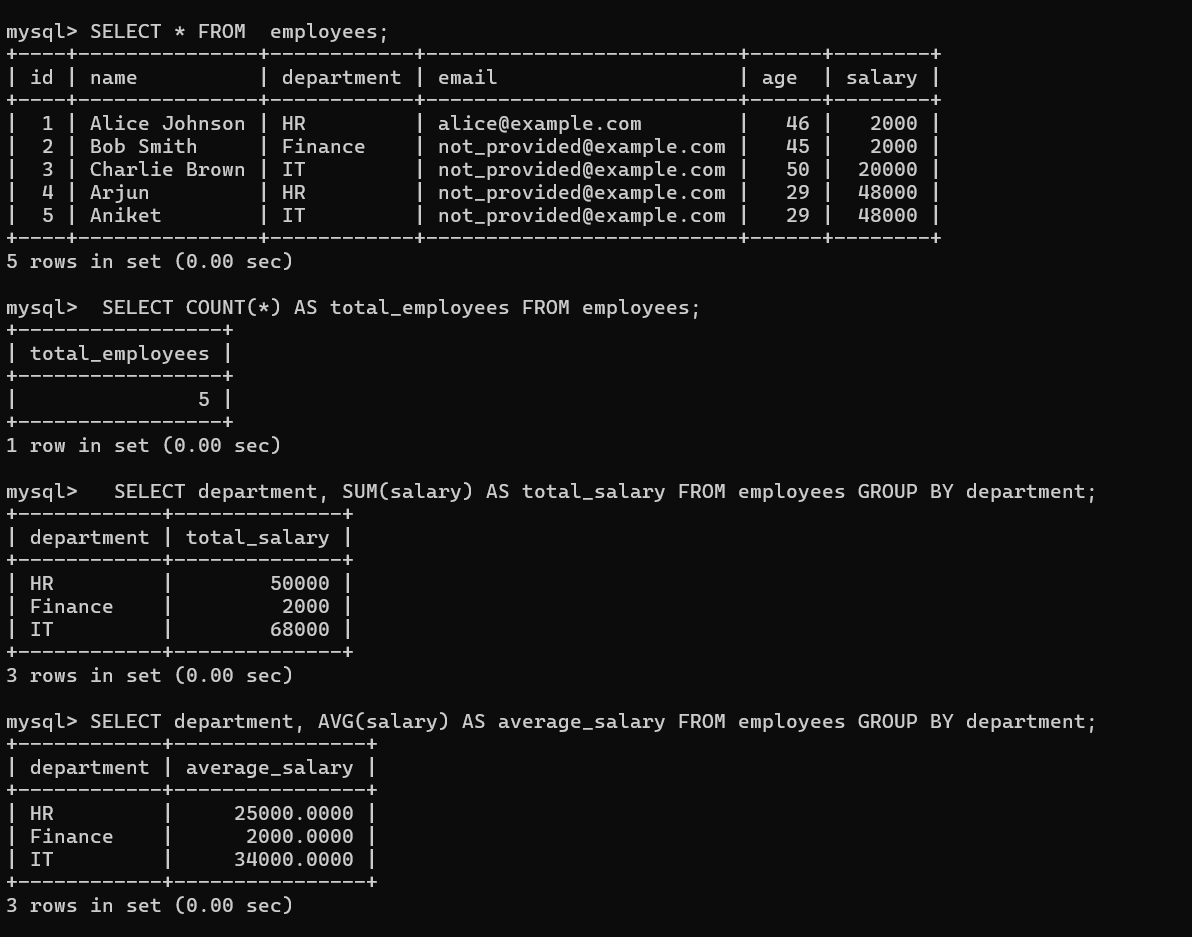 mysql> SELECT * FROM  employees;
+----+---------------+------------+--------------------------+------+--------+
| id | name          | department | email                    | age  | salary |
+----+---------------+------------+--------------------------+------+--------+
|  1 | Alice Johnson | HR         | alice@example.com        |   46 |   2000 |
|  2 | Bob Smith     | Finance    | not_provided@example.com |   45 |   2000 |
|  3 | Charlie Brown | IT         | not_provided@example.com |   50 |  20000 |
|  4 | Arjun         | HR         | not_provided@example.com |   29 |  48000 |
|  5 | Aniket        | IT         | not_provided@example.com |   29 |  48000 |
+----+---------------+------------+--------------------------+------+--------+
5 rows in set (0.00 sec)

mysql>  SELECT COUNT(*) AS total_employees FROM employees;
+-----------------+
| total_employees |
+-----------------+
|               5 |
+-----------------+
1 row in set (0.00 sec)

mysql>   SELECT department, SUM(salary) AS total_salary FROM employees GROUP BY department;
+------------+--------------+
| department | total_salary |
+------------+--------------+
| HR         |        50000 |
| Finance    |         2000 |
| IT         |        68000 |
+------------+--------------+
3 rows in set (0.00 sec)

mysql> SELECT department, AVG(salary) AS average_salary FROM employees GROUP BY department;
+------------+----------------+
| department | average_salary |
+------------+----------------+
| HR         |     25000.0000 |
| Finance    |      2000.0000 |
| IT         |     34000.0000 |
+------------+----------------+
3 rows in set (0.00 sec)